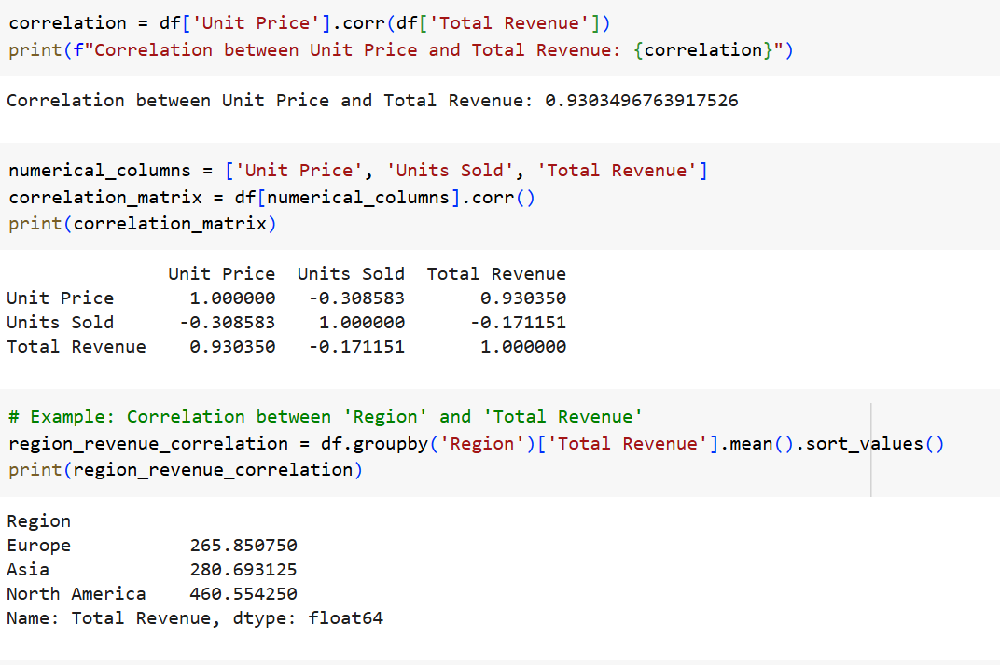 correlation = df['Unit Price'].corr(df['Total Revenue'])
print(f"Correlation between Unit Price and Total Revenue: {correlation}")
Correlation between Unit Price and Total Revenue: 0.9303496763917526
numerical_columns = ['Unit Price', 'Units Sold', 'Total Revenue']
correlation_matrix = df[numerical_columns].corr()
print(correlation_matrix)
Unit Price  Units Sold  Total Revenue
Unit Price       1.000000   -0.308583       0.930350
Units Sold      -0.308583    1.000000      -0.171151
Total Revenue    0.930350   -0.171151       1.000000
# Example: Correlation between 'Region' and 'Total Revenue'
region_revenue_correlation = df.groupby('Region')['Total Revenue'].mean().sort_values()
print(region_revenue_correlation)
Region
Europe           265.850750
Asia             280.693125
North America    460.554250
Name: Total Revenue, dtype: float64